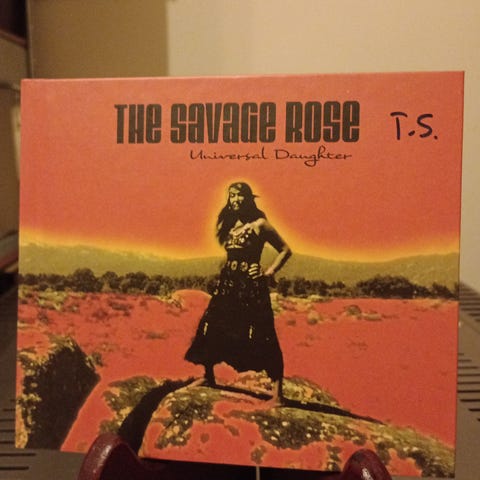 THE SAVAGE ROSE
Universal Daughter
T.S.